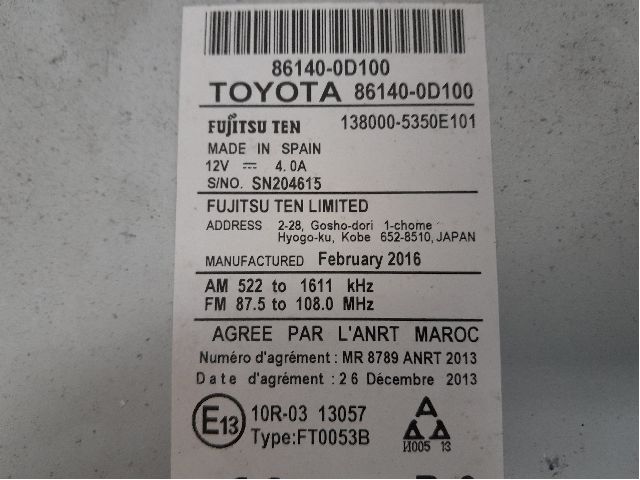 86140-0D100
TOYOTA 86140-0D100
FUJITSU TEN 138000-5350E101
MADE IN SPAIN
12V ⎓ 4.0A
S/NO. SN204615
FUJITSU TEN LIMITED
ADDRESS 2-28, Gosho-dori 1-chome
Hyogo-ku, Kobe 652-8510, JAPAN
MANUFACTURED February 2016
AM 522 to 1611 kHz
FM 87.5 to 108.0 MHz
AGREE PAR L'ANRT MAROC
Numéro d'agrément : MR 8789 ANRT 2013
Date d'agrément : 26 Décembre 2013
E13 10R-03 13057
Type:FT0053B
И005 13